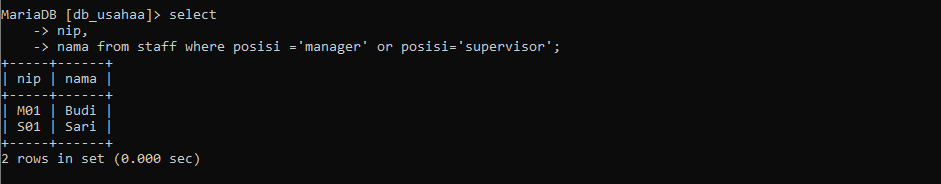 MariaDB [db_usahaa]> select
    -> nip,
    -> nama from staff where posisi ='manager' or posisi='supervisor';
+-----+------+
| nip | nama |
+-----+------+
| M01 | Budi |
| S01 | Sari |
+-----+------+
2 rows in set (0.000 sec)